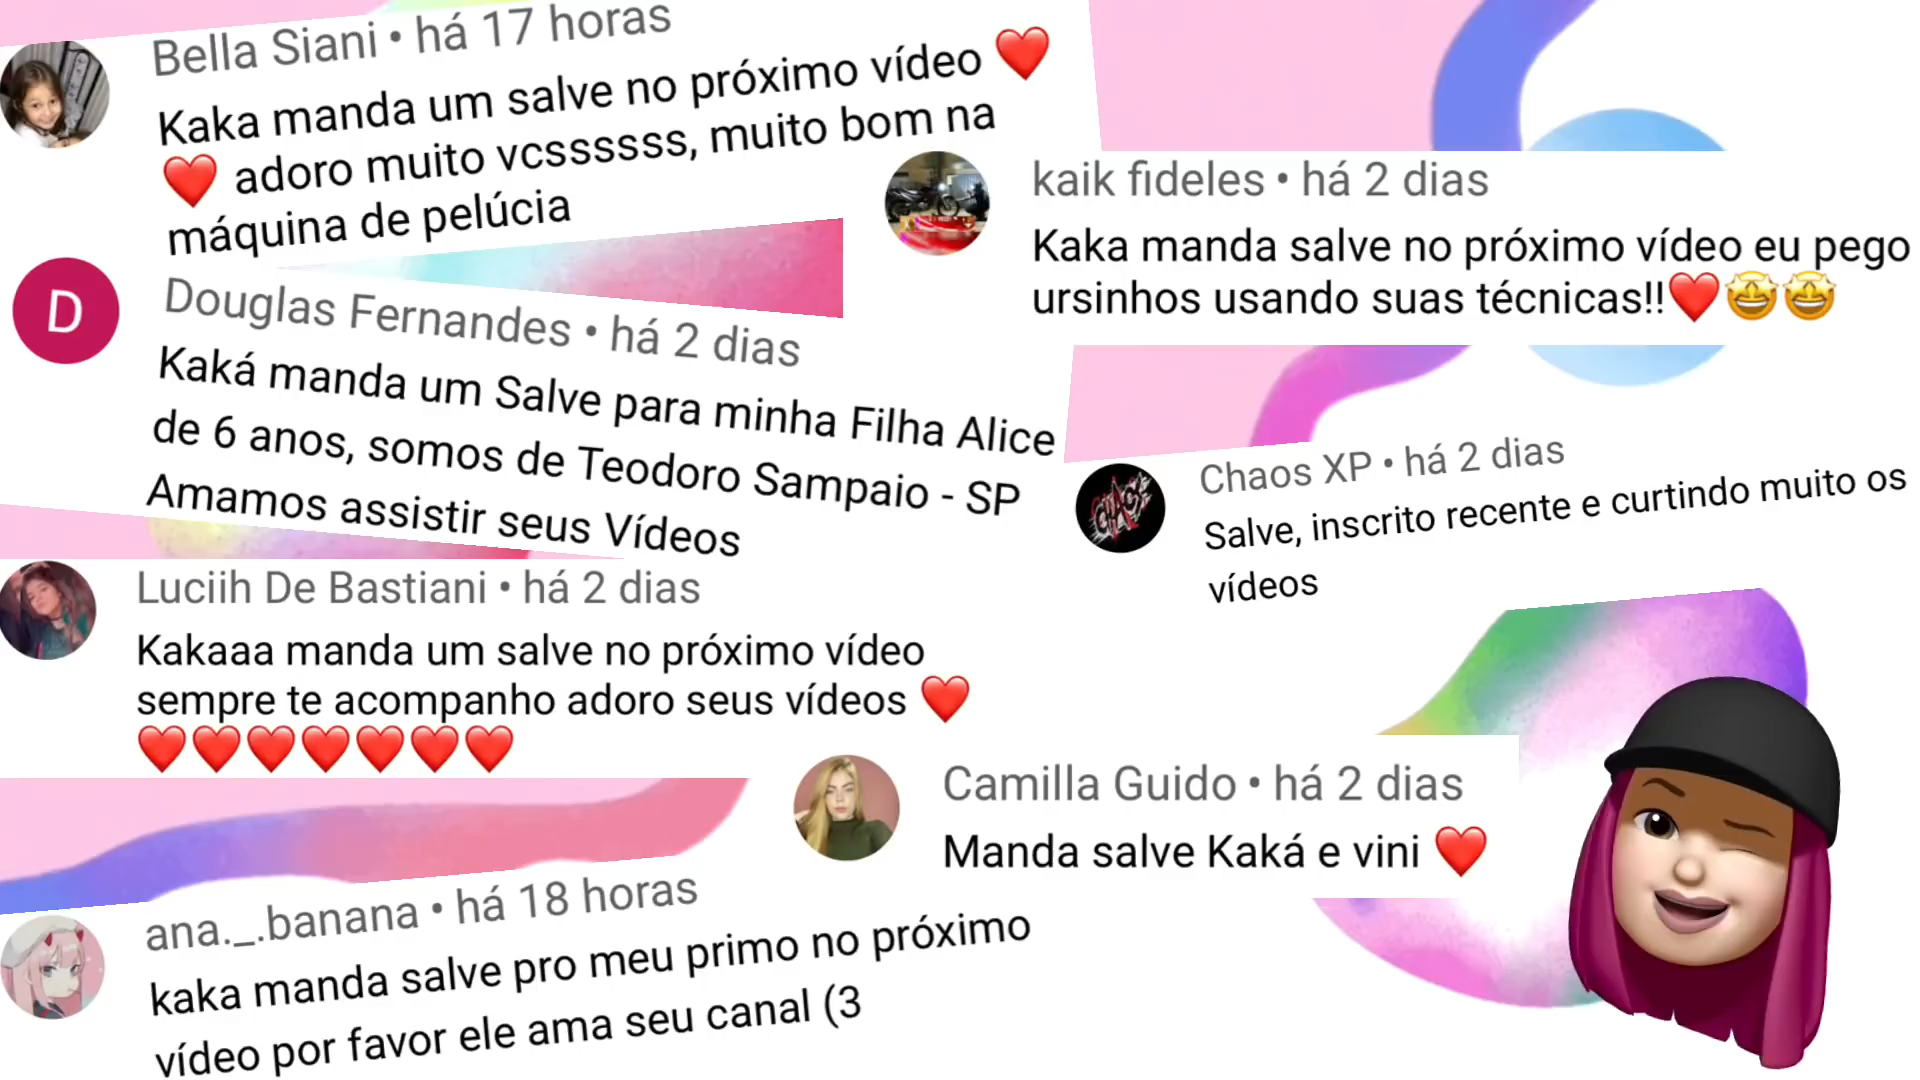 Bella Siani • há 17 horas
Kaka manda um salve no próximo vídeo ❤️
❤️ adoro muito vcssssss, muito bom na
máquina de pelúcia
kaik fideles • há 2 dias
Kaka manda salve no próximo vídeo eu pego
ursinhos usando suas técnicas!!❤️🤩🤩
D
Douglas Fernandes • há 2 dias
Kaká manda um Salve para minha Filha Alice
de 6 anos, somos de Teodoro Sampaio - SP
Amamos assistir seus Vídeos
Chaos XP • há 2 dias
Salve, inscrito recente e curtindo muito os
vídeos
Luciih De Bastiani • há 2 dias
Kakaaa manda um salve no próximo vídeo
sempre te acompanho adoro seus vídeos ❤️
❤️❤️❤️❤️❤️❤️❤️
Camilla Guido • há 2 dias
Manda salve Kaká e vini ❤️
ana._.banana • há 18 horas
kaka manda salve pro meu primo no próximo
vídeo por favor ele ama seu canal (3